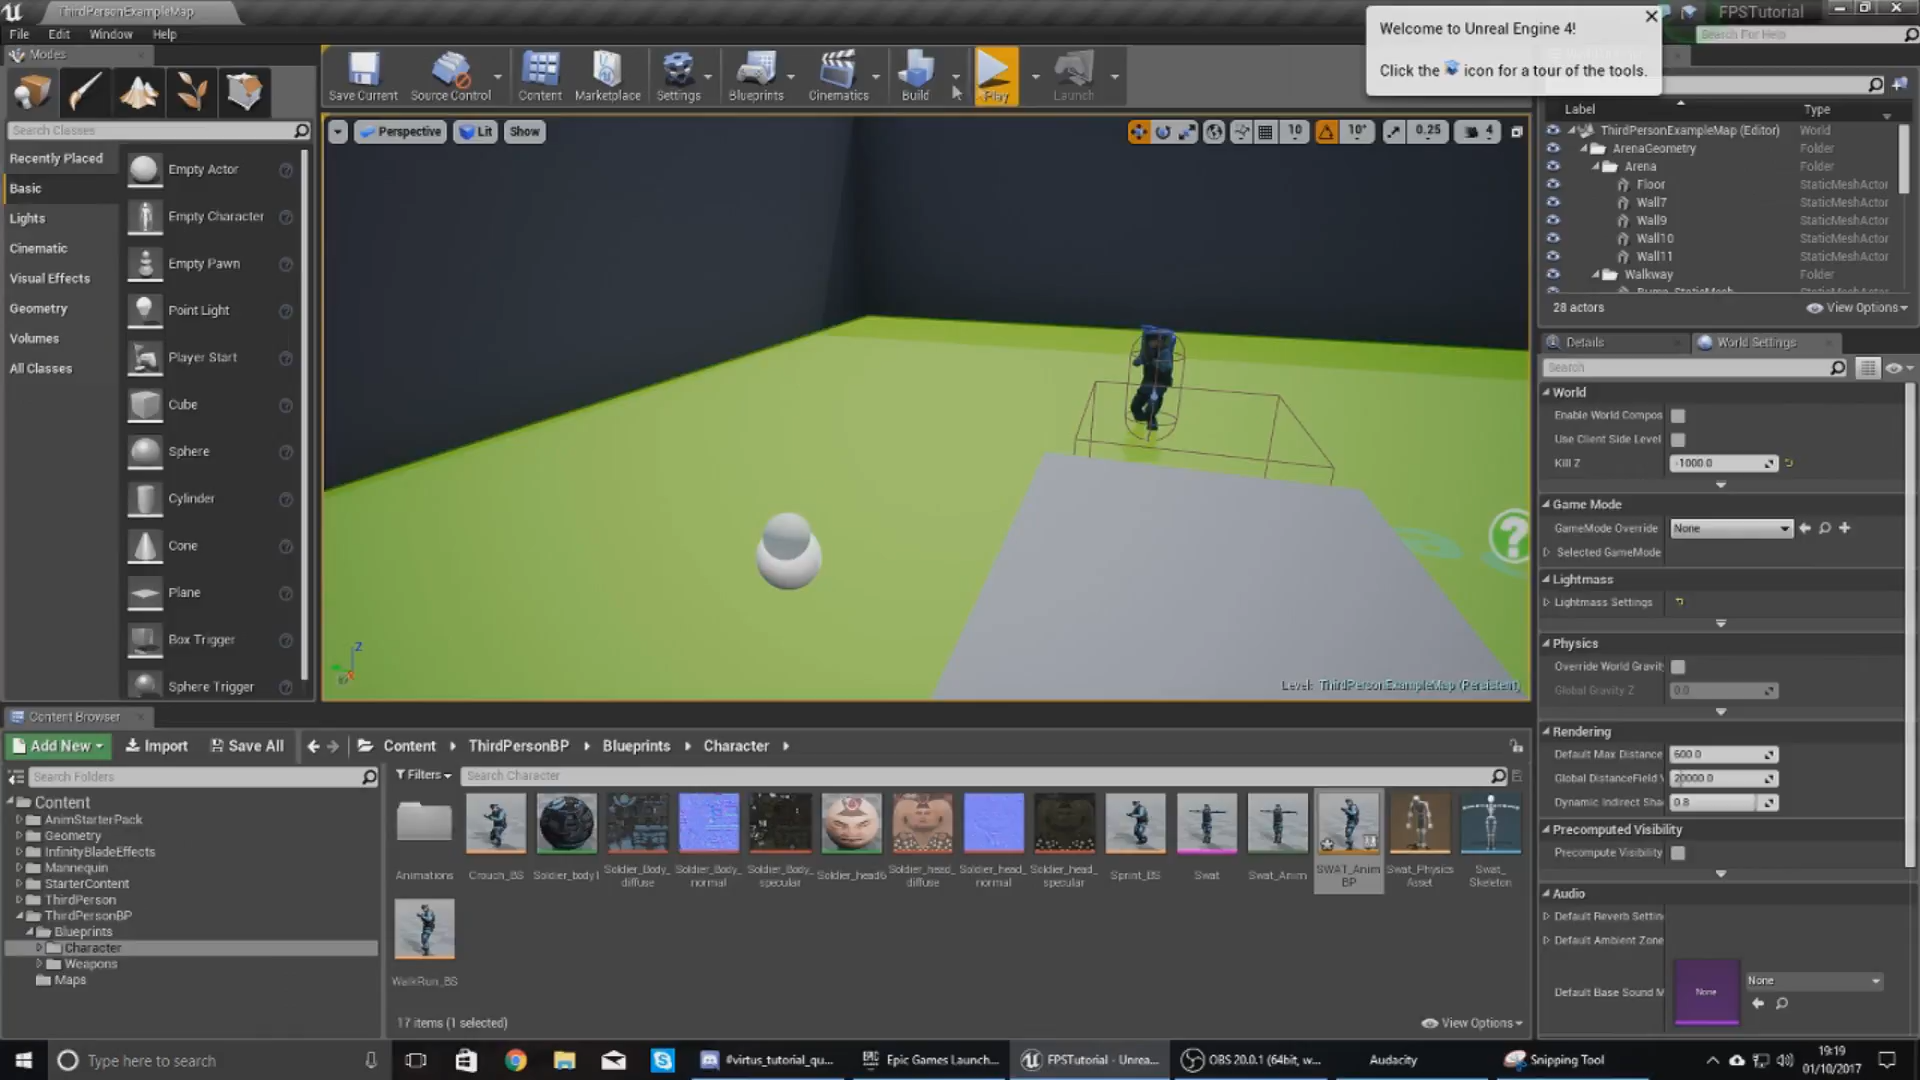 ThirdPersonExampleMap
FPSTutorial
File Edit Window Help
Search For Help
Welcome to Unreal Engine 4!
Click the icon for a tour of the tools.
Modes
Save Current
Source Control
Content
Marketplace
Settings
Blueprints
Cinematics
Build
Play
Launch
Search Classes
Recently Placed
Basic
Lights
Cinematic
Visual Effects
Geometry
Volumes
All Classes
Empty Actor
Empty Character
Empty Pawn
Point Light
Player Start
Cube
Sphere
Cylinder
Cone
Plane
Box Trigger
Sphere Trigger
Perspective
Lit
Show
10
10°
0.25
4
Level: ThirdPersonExampleMap (Persistent)
Label Type
ThirdPersonExampleMap (Editor) World
ArenaGeometry Folder
Arena Folder
Floor StaticMeshActor
Wall7 StaticMeshActor
Wall9 StaticMeshActor
Wall10 StaticMeshActor
Wall11 StaticMeshActor
Walkway Folder
28 actors
View Options
Details
World Settings
Search
World
Enable World Compos
Use Client Side Level
Kill Z -1000.0
Game Mode
GameMode Override None
Selected GameMode
Lightmass
Lightmass Settings
Physics
Override World Gravit
Global Gravity Z 0.0
Rendering
Default Max Distance 600.0
Global DistanceField V 20000.0
Dynamic Indirect Sha 0.8
Precomputed Visibility
Precompute Visibility
Audio
Default Reverb Settin
Default Ambient Zone
Default Base Sound M
None
None
Content Browser
Add New
Import
Save All
Content ThirdPersonBP Blueprints Character
Search Folders
Filters
Search Character
Content
AnimStarterPack
Geometry
InfinityBladeEffects
Mannequin
StarterContent
ThirdPerson
ThirdPersonBP
Blueprints
Character
Weapons
Maps
Animations
Crouch_BS
Soldier_body1
Soldier_Body_
diffuse
Soldier_Body_
normal
Soldier_Body_
specular
Soldier_head6
Soldier_head_
diffuse
Soldier_head_
normal
Soldier_head_
specular
Sprint_BS
Swat
Swat_Anim
SWAT_Anim
BP
Swat_Physics
Asset
Swat_
Skeleton
WalkRun_BS
17 items (1 selected)
View Options
Type here to search
#virtus_tutorial_qu...
Epic Games Launch...
FPSTutorial - Unrea...
OBS 20.0.1 (64bit, w...
Audacity
Snipping Tool
19:19
01/10/2017